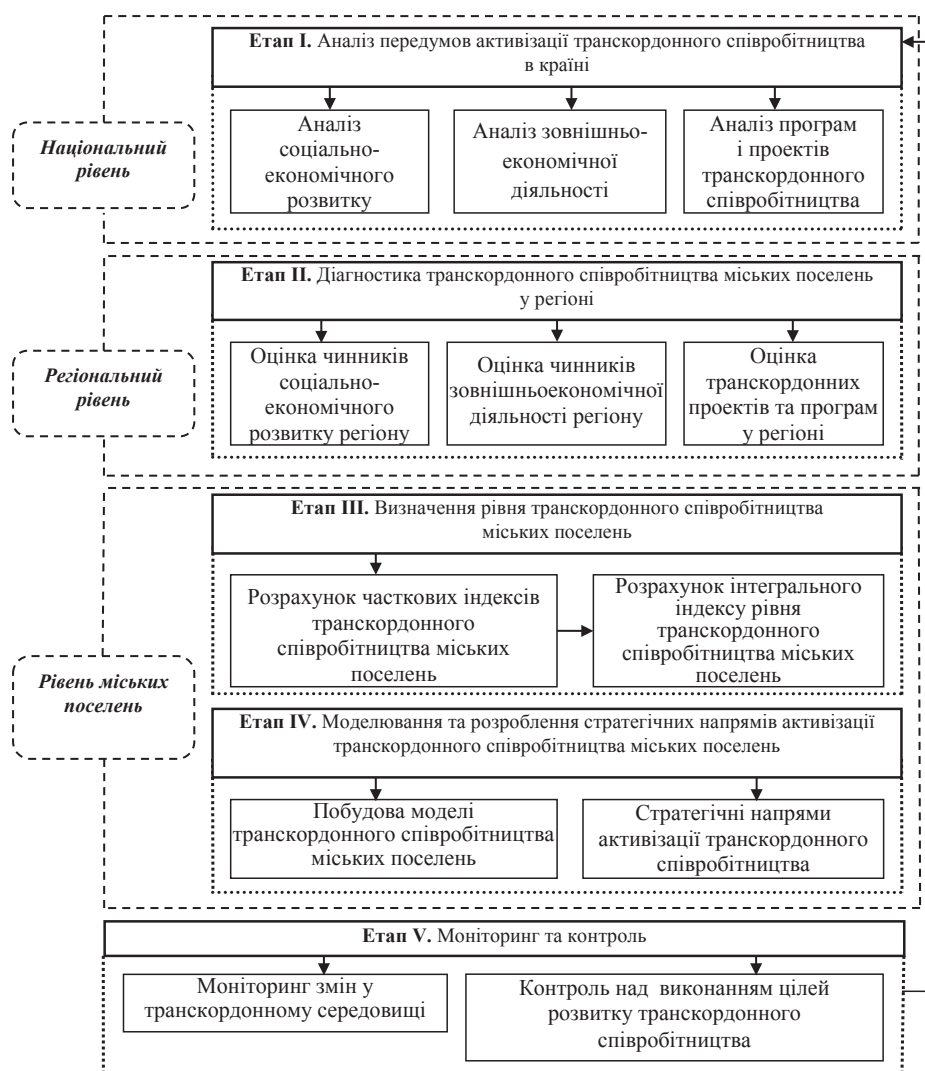 Етап I. Аналіз передумов активізації транскордонного співробітництва
в країні
Національний
рівень
Аналіз
соціально-
економічного
розвитку
Аналіз зовнішньо-
економічної
діяльності
Аналіз програм
і проектів
транскордонного
співробітництва
Етап II. Діагностика транскордонного співробітництва міських поселень
у регіоні
Регіональний
рівень
Оцінка чинників
соціально-
економічного
розвитку регіону
Оцінка чинників
зовнішньоекономічної
діяльності регіону
Оцінка
транскордонних
проектів та програм
у регіоні
Етап III. Визначення рівня транскордонного співробітництва
міських поселень
Рівень міських
поселень
Розрахунок часткових індексів
транскордонного
співробітництва міських
поселень
Розрахунок інтегрального
індексу рівня
транскордонного
співробітництва міських
поселень
Етап IV. Моделювання та розроблення стратегічних напрямів активізації
транскордонного співробітництва міських поселень
Побудова моделі
транскордонного співробітництва
міських поселень
Стратегічні напрями
активізації транскордонного
співробітництва
Етап V. Моніторинг та контроль
Моніторинг змін у
транскордонному середовищі
Контроль над виконанням цілей
розвитку транскордонного
співробітництва